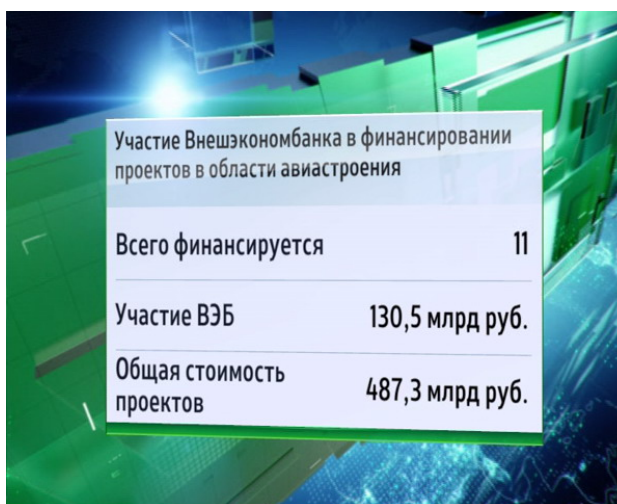 Участие Внешэкономбанка в финансировании
проектов в области авиастроения
Всего финансируется 11
Участие ВЭБ 130,5 млрд руб.
Общая стоимость
проектов 487,3 млрд руб.